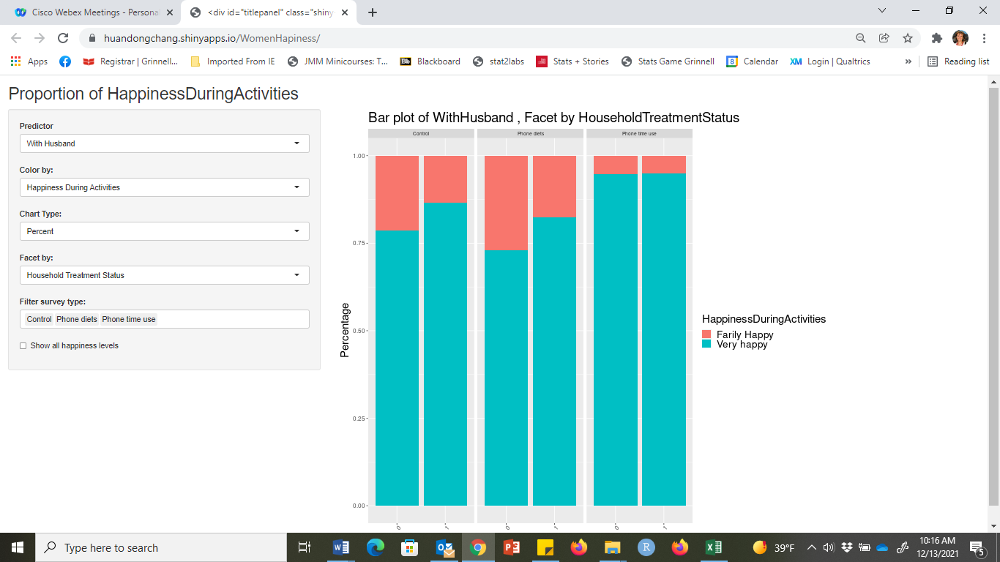 Cisco Webex Meetings - Persona
<div id="titlepanel" class="shiny
huandongchang.shinyapps.io/WomenHapiness/
Apps
Registrar | Grinnell...
Imported From IE
JMM Minicourses: T...
Bb Blackboard
stat2labs
Stats + Stories
Stats Game Grinnell
8 Calendar
XM Login | Qualtrics
»
Reading list
Proportion of HappinessDuringActivities
Predictor
With Husband
Color by:
Happiness During Activities
Chart Type:
Percent
Facet by:
Household Treatment Status
Filter survey type:
Control Phone diets Phone time use
Show all happiness levels
Bar plot of WithHusband , Facet by HouseholdTreatmentStatus
Control
Phone diets
Phone time use
1.00
0.75
0.50
0.25
0.00
Percentage
0 1 0 1 0 1
HappinessDuringActivities
Farily Happy
Very happy
Type here to search
39°F
10:16 AM
12/13/2021
5